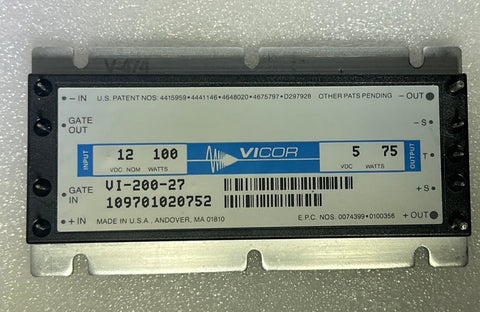 V-474
- IN U.S. PATENT NOS: 4415959 • 4441146 • 4648020 • 4675797 • D297928 OTHER PATS PENDING - OUT
GATE OUT
- S
INPUT 12 100 VICOR 5 75 OUTPUT
VDC NOM WATTS VDC WATTS
T
GATE IN VI-200-27 + S
109701020752
+ IN MADE IN U.S.A., ANDOVER, MA 01810 E.P.C. NOS. 0074399 • 0100356 + OUT